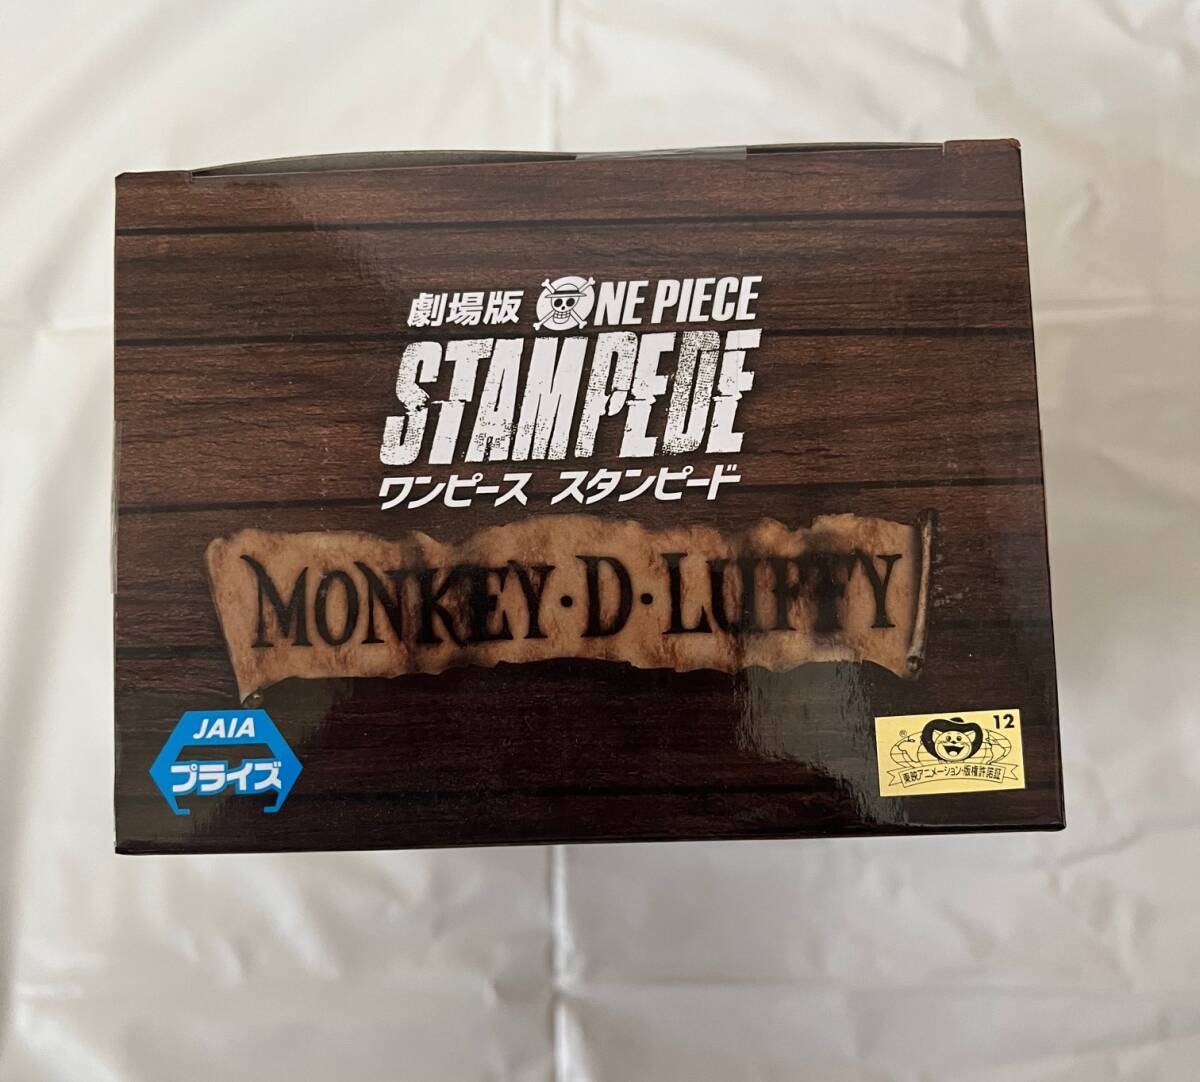 劇場版 ONE PIECE
STAMPEDE
ワンピース スタンピード
MONKEY・D・LUFFY
JAIA
プライズ
12
®
東映アニメーション・版権許諾証